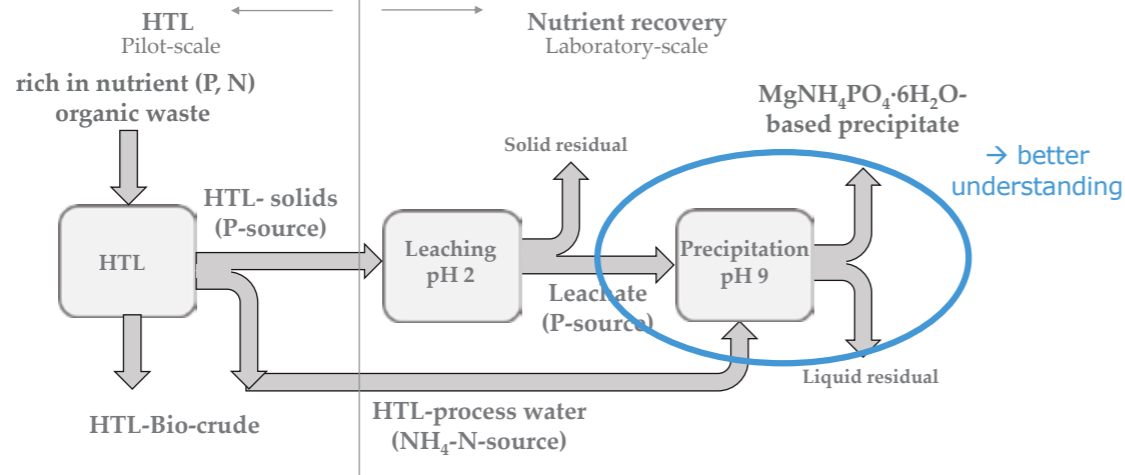 HTL
Pilot-scale
Nutrient recovery
Laboratory-scale
rich in nutrient (P, N)
organic waste
MgNH₄PO₄·6H₂O-
based precipitate
→ better
understanding
Solid residual
HTL- solids
(P-source)
HTL
Leaching
pH 2
Precipitation
pH 9
Leachate
(P-source)
Liquid residual
HTL-Bio-crude
HTL-process water
(NH₄-N-source)